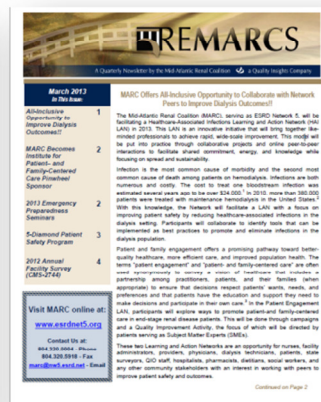 REMARCS
A Quarterly Newsletter by the Mid-Atlantic Renal Coalition a Quality Insights Company
March 2013
In This Issue:
All-Inclusive 1
Opportunity to
Improve Dialysis
Outcomes!!
MARC Becomes 2
Institute for
Patient- and
Family-Centered
Care Pinwheel
Sponsor
2013 Emergency 2
Preparedness
Seminars
5-Diamond Patient 3
Safety Program
2012 Annual 4
Facility Survey
(CMS-2744)
Visit MARC online at:
www.esrdnet5.org
Contact Us at:
804.320.0004 - Phone
804.320.5918 - Fax
marc@nw5.esrd.net - Email
MARC Offers All-Inclusive Opportunity to Collaborate with Network
Peers to Improve Dialysis Outcomes!!
The Mid-Atlantic Renal Coalition (MARC), serving as ESRD Network 5, will be
facilitating a Healthcare-Associated Infections Learning and Action Network (HAI
LAN) in 2013. This LAN is an innovative initiative that will bring together like-
minded professionals to achieve rapid, wide-scale improvement. This model will
be put into practice through collaborative projects and online peer-to-peer
interactions to facilitate shared commitment, energy, and knowledge while
focusing on spread and sustainability.
Infection is the most common cause of morbidity and the second most
common cause of death among patients on hemodialysis. Infections are both
numerous and costly. The cost to treat one bloodstream infection was
estimated several years ago to be over $24,000.¹ In 2010, more than 380,000
patients were treated with maintenance hemodialysis in the United States.²
With this knowledge, the Network will facilitate a LAN with a focus on
improving patient safety by reducing healthcare-associated infections in the
dialysis setting. Participants will collaborate to identify tools that can be
implemented as best practices to promote and eliminate infections in the
dialysis population.
Patient and family engagement offers a promising pathway toward better-
quality healthcare, more efficient care, and improved population health. The
terms "patient engagement" and "patient- and family-centered care" are often
used synonymously to convey a vision of healthcare that includes a
partnership among practitioners, patients, and their families (when
appropriate) to ensure that decisions respect patients' wants, needs, and
preferences and that patients have the education and support they need to
make decisions and participate in their own care.³ In the Patient Engagement
LAN, participants will explore ways to promote patient-and family-centered
care in end-stage renal disease patients. This will be done through campaigns
and a Quality Improvement Activity, the focus of which will be directed by
patients serving as Subject Matter Experts (SMEs).
These two Learning and Action Networks are an opportunity for nurses, facility
administrators, providers, physicians, dialysis technicians, patients, state
surveyors, QIO staff, hospitalists, pharmacists, dietitians, social workers, and
any other community stakeholders with an interest in working with peers to
improve patient safety and outcomes.
Continued on Page 2